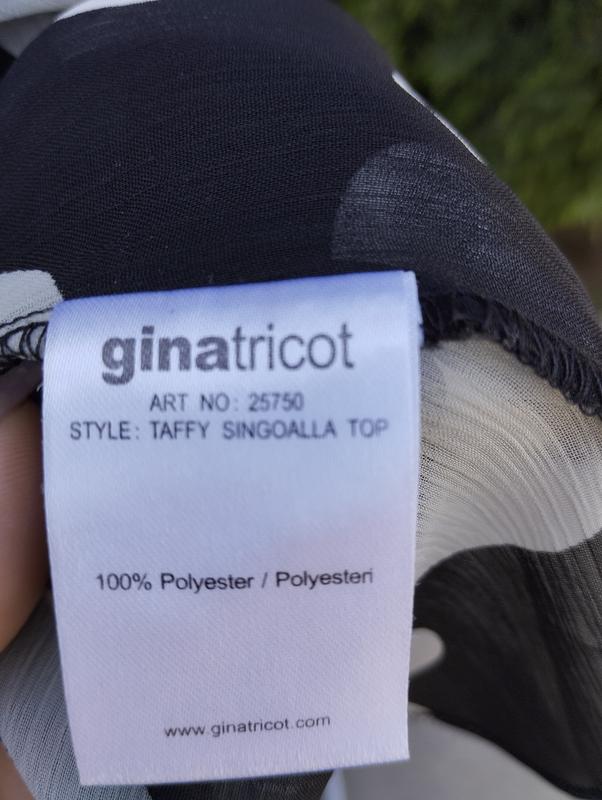 ginatricot
ART NO: 25750
STYLE: TAFFY SINGOALLA TOP
100% Polyester / Polyesteri
www.ginatricot.com